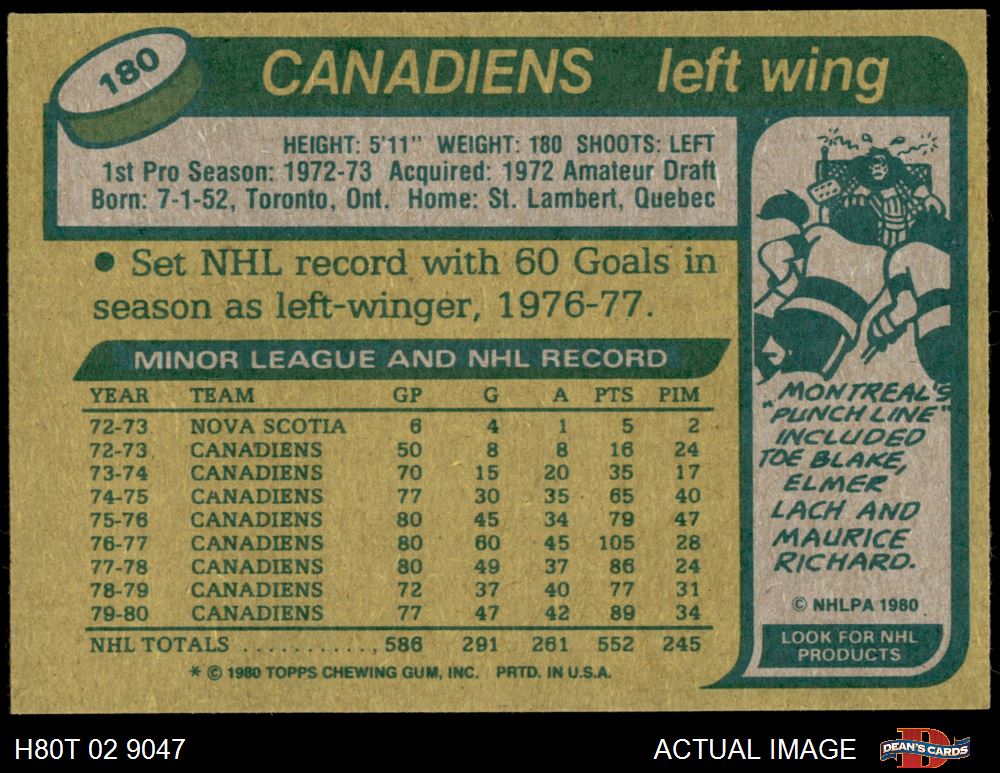 180
CANADIENS left wing
HEIGHT: 5'11" WEIGHT: 180 SHOOTS: LEFT
1st Pro Season: 1972-73 Acquired: 1972 Amateur Draft
Born: 7-1-52, Toronto, Ont. Home: St. Lambert, Quebec
• Set NHL record with 60 Goals in
season as left-winger, 1976-77.
MINOR LEAGUE AND NHL RECORD
YEAR TEAM GP G A PTS PIM
72-73 NOVA SCOTIA 6 4 1 5 2
72-73 CANADIENS 50 8 8 16 24
73-74 CANADIENS 70 15 20 35 17
74-75 CANADIENS 77 30 35 65 40
75-76 CANADIENS 80 45 34 79 47
76-77 CANADIENS 80 60 45 105 28
77-78 CANADIENS 80 49 37 86 24
78-79 CANADIENS 72 37 40 77 31
79-80 CANADIENS 77 47 42 89 34
NHL TOTALS ........... 586 291 261 552 245
* © 1980 TOPPS CHEWING GUM, INC. PRTD. IN U.S.A.
MONTREAL'S
"PUNCH LINE"
INCLUDED
TOE BLAKE,
ELMER
LACH AND
MAURICE
RICHARD.
© NHLPA 1980
LOOK FOR NHL
PRODUCTS
H80T 02 9047
ACTUAL IMAGE
D
DEAN'S CARDS